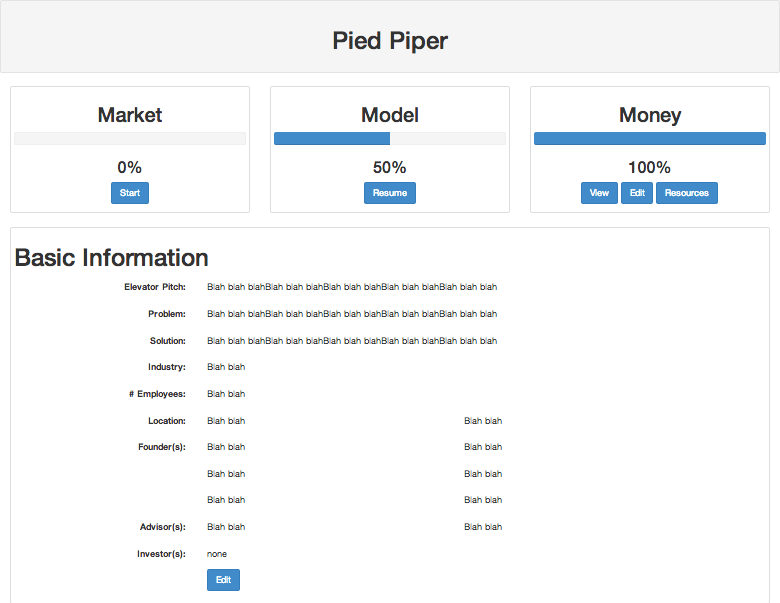 Pied Piper
Market
Model
Money
0%
50%
100%
Start
Resume
View Edit Resources
Basic Information
Elevator Pitch: Blah blah blahBlah blah blahBlah blah blahBlah blah blahBlah blah blah
Problem: Blah blah blahBlah blah blahBlah blah blahBlah blah blahBlah blah blah
Solution: Blah blah blahBlah blah blahBlah blah blahBlah blah blahBlah blah blah
Industry: Blah blah
# Employees: Blah blah
Location: Blah blah Blah blah
Founder(s): Blah blah Blah blah
Blah blah Blah blah
Blah blah Blah blah
Advisor(s): Blah blah Blah blah
Investor(s): none
Edit